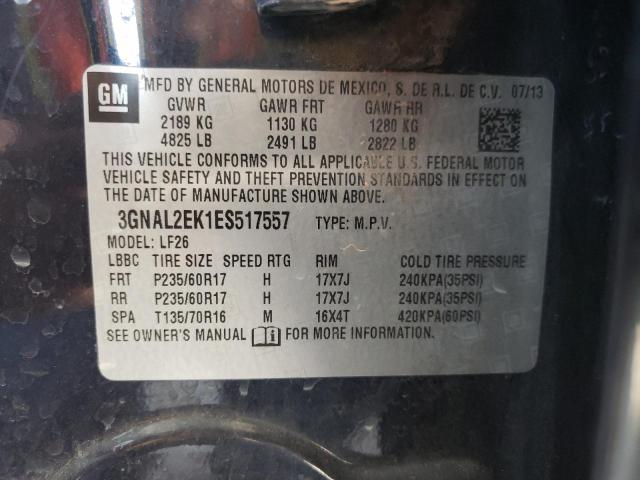 GM
MFD BY GENERAL MOTORS DE MEXICO, S. DE R.L. DE C.V. 07/13
GVWR GAWR FRT GAWR RR
2189 KG 1130 KG 1280 KG
4825 LB 2491 LB 2822 LB
THIS VEHICLE CONFORMS TO ALL APPLICABLE U.S. FEDERAL MOTOR
VEHICLE SAFETY AND THEFT PREVENTION STANDARDS IN EFFECT ON
THE DATE OF MANUFACTURE SHOWN ABOVE.
3GNAL2EK1ES517557 TYPE: M.P.V.
MODEL: LF26
LBBC TIRE SIZE SPEED RTG RIM COLD TIRE PRESSURE
FRT P235/60R17 H 17X7J 240KPA(35PSI)
RR P235/60R17 H 17X7J 240KPA(35PSI)
SPA T135/70R16 M 16X4T 420KPA(60PSI)
SEE OWNER'S MANUAL FOR MORE INFORMATION.